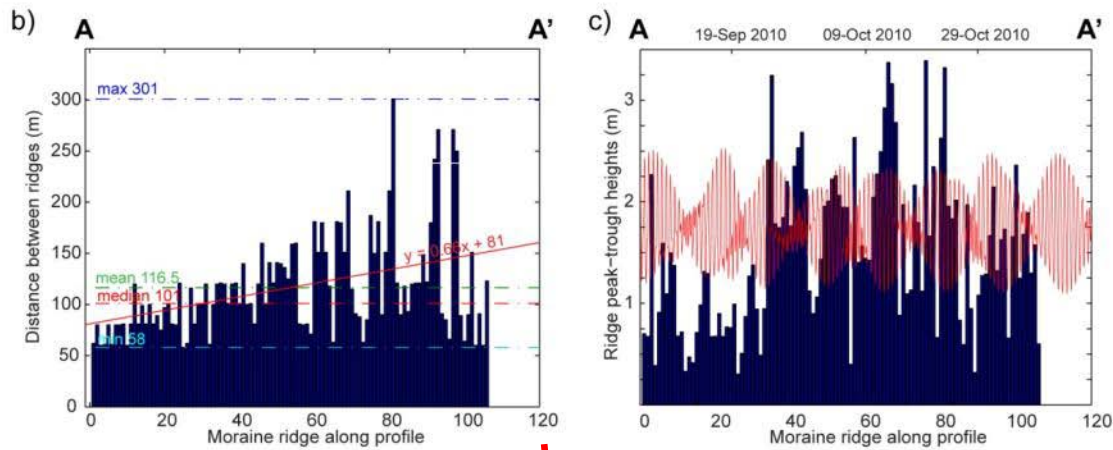 b)
A
A'
max 301
mean 116.5
median 101
min 58
y = 0.65x + 81
Distance between ridges (m)
0
50
100
150
200
250
300
0 20 40 60 80 100 120
Moraine ridge along profile
c)
A
19-Sep 2010 09-Oct 2010 29-Oct 2010
A'
Ridge peak-trough heights (m)
3
2
1
0 20 40 60 80 100 120
Moraine ridge along profile